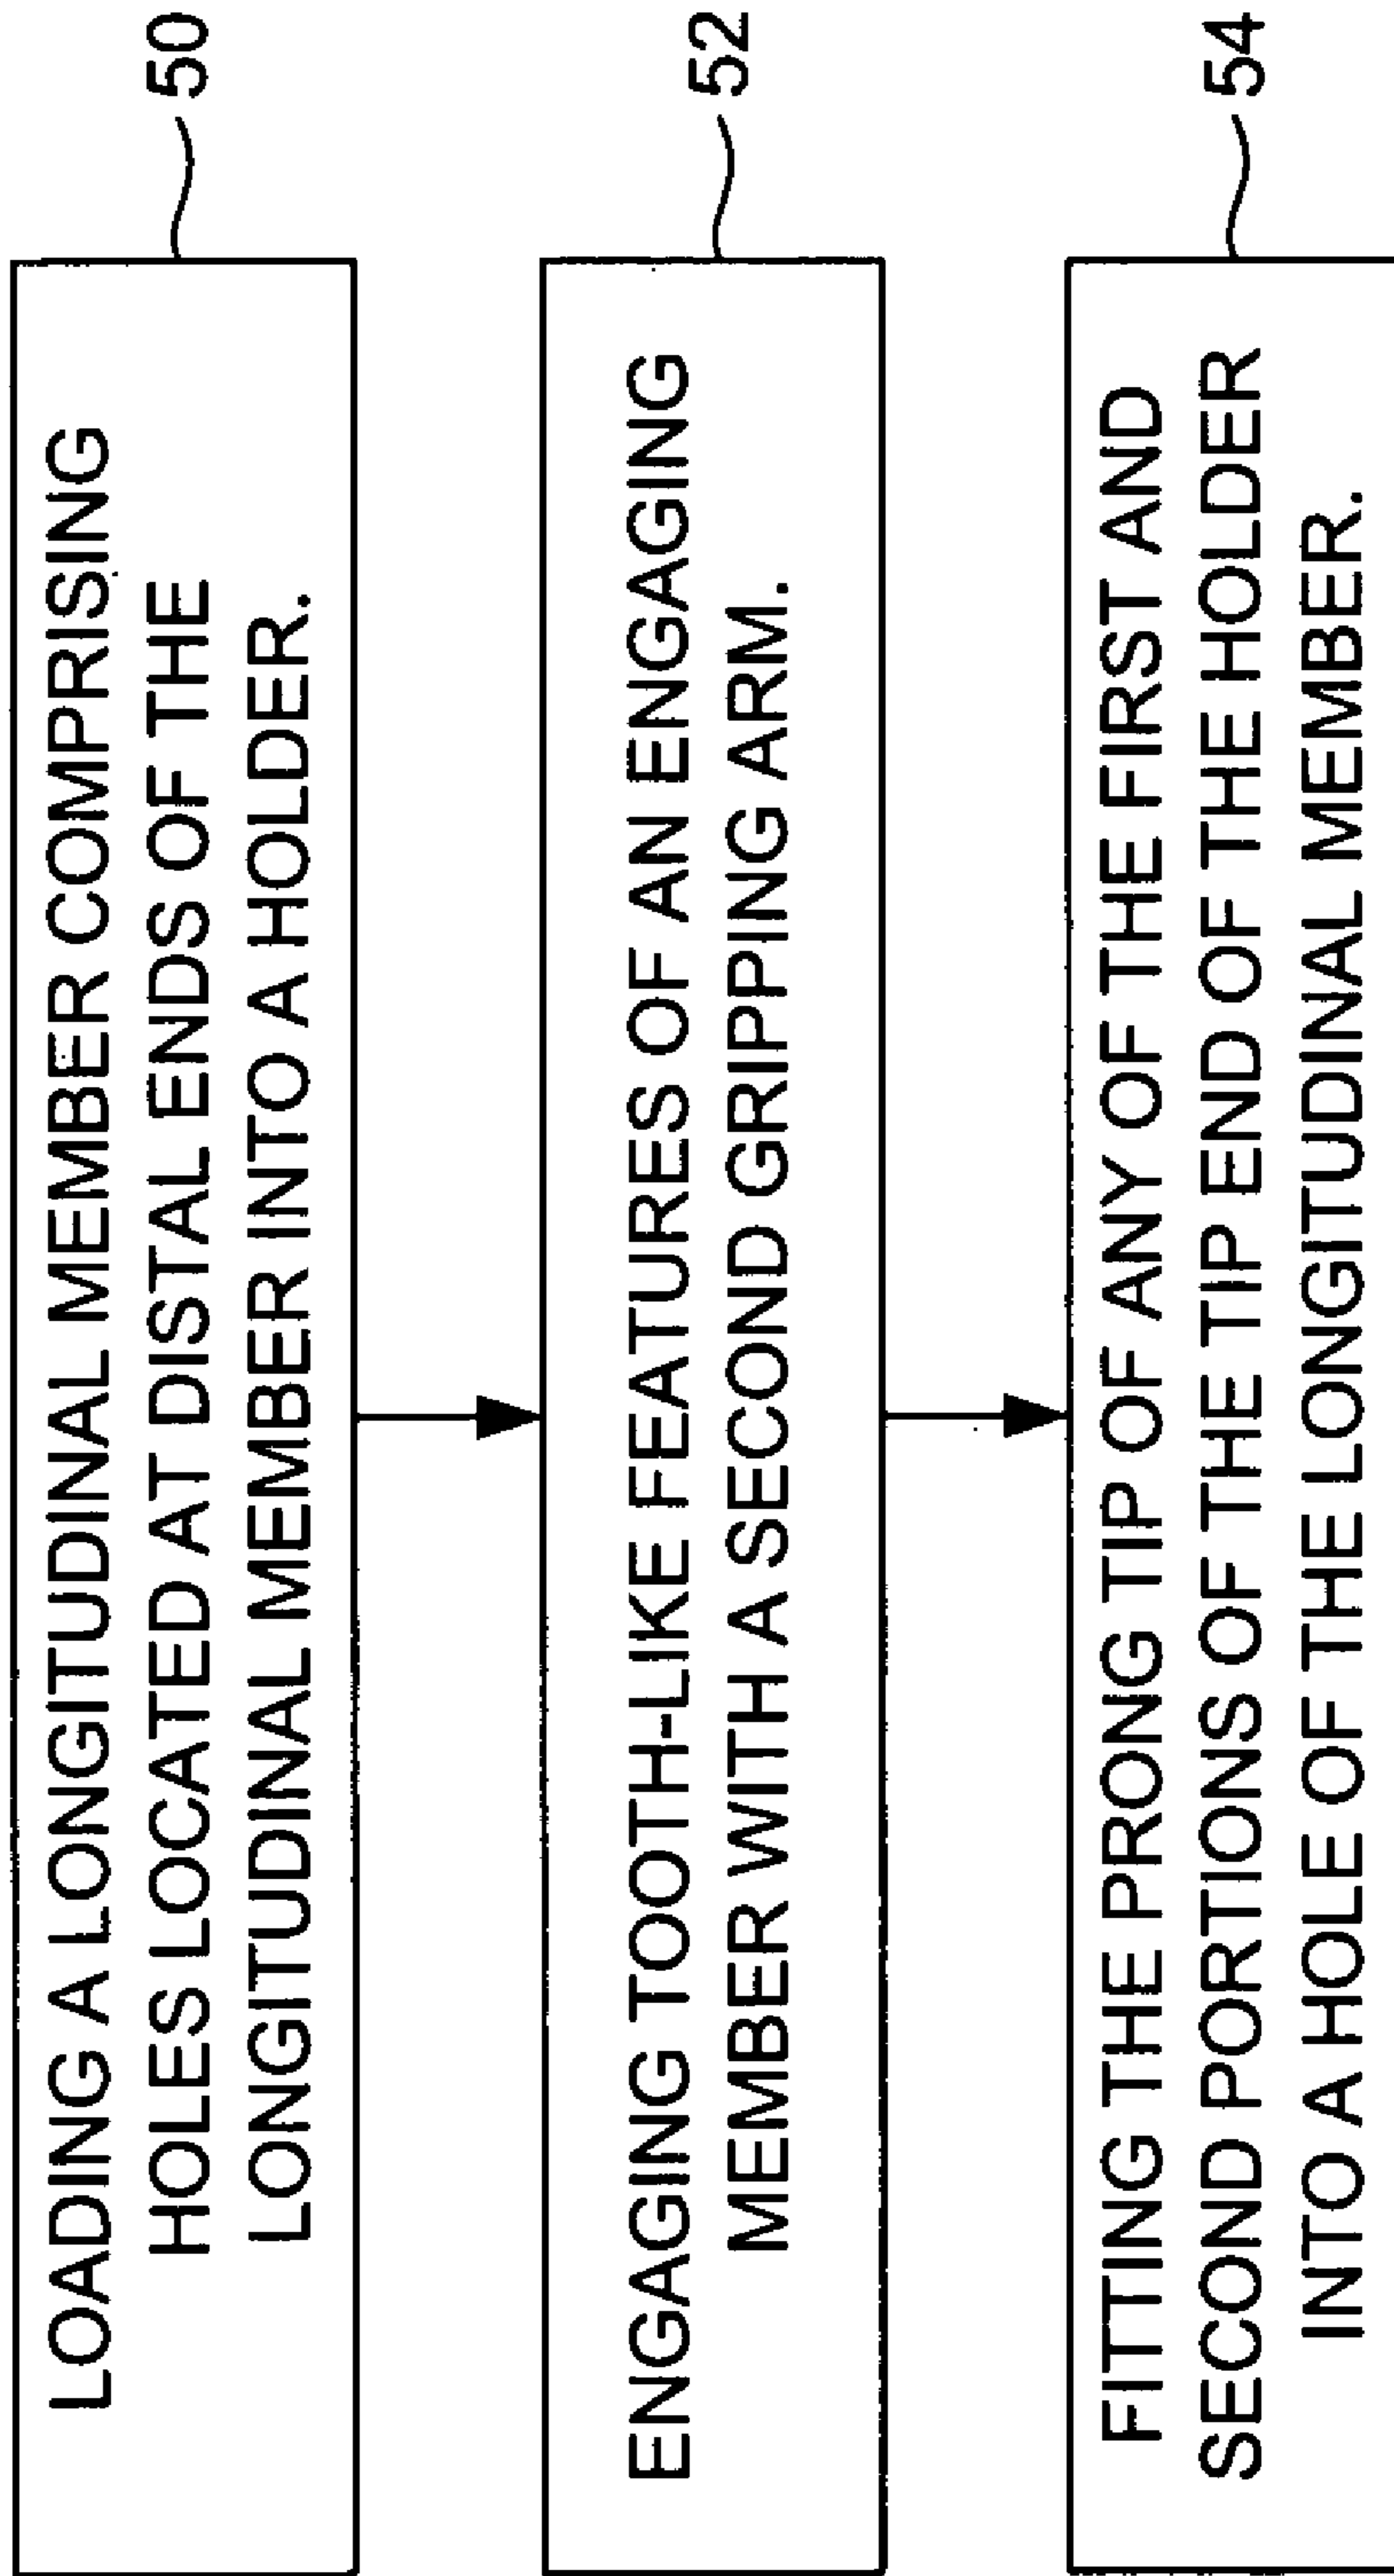 LOADING A LONGITUDINAL MEMBER COMPRISING
HOLES LOCATED AT DISTAL ENDS OF THE
LONGITUDINAL MEMBER INTO A HOLDER.
50
ENGAGING TOOTH-LIKE FEATURES OF AN ENGAGING
MEMBER WITH A SECOND GRIPPING ARM.
52
FITTING THE PRONG TIP OF ANY OF THE FIRST AND
SECOND PORTIONS OF THE TIP END OF THE HOLDER
INTO A HOLE OF THE LONGITUDINAL MEMBER.
54